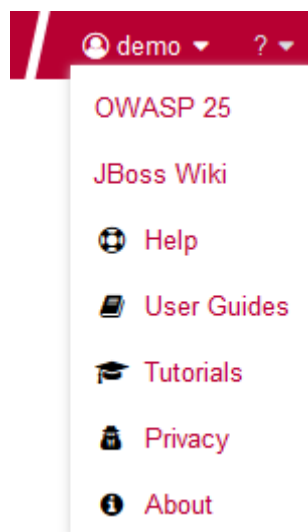 demo ?
OWASP 25
JBoss Wiki
Help
User Guides
Tutorials
Privacy
About